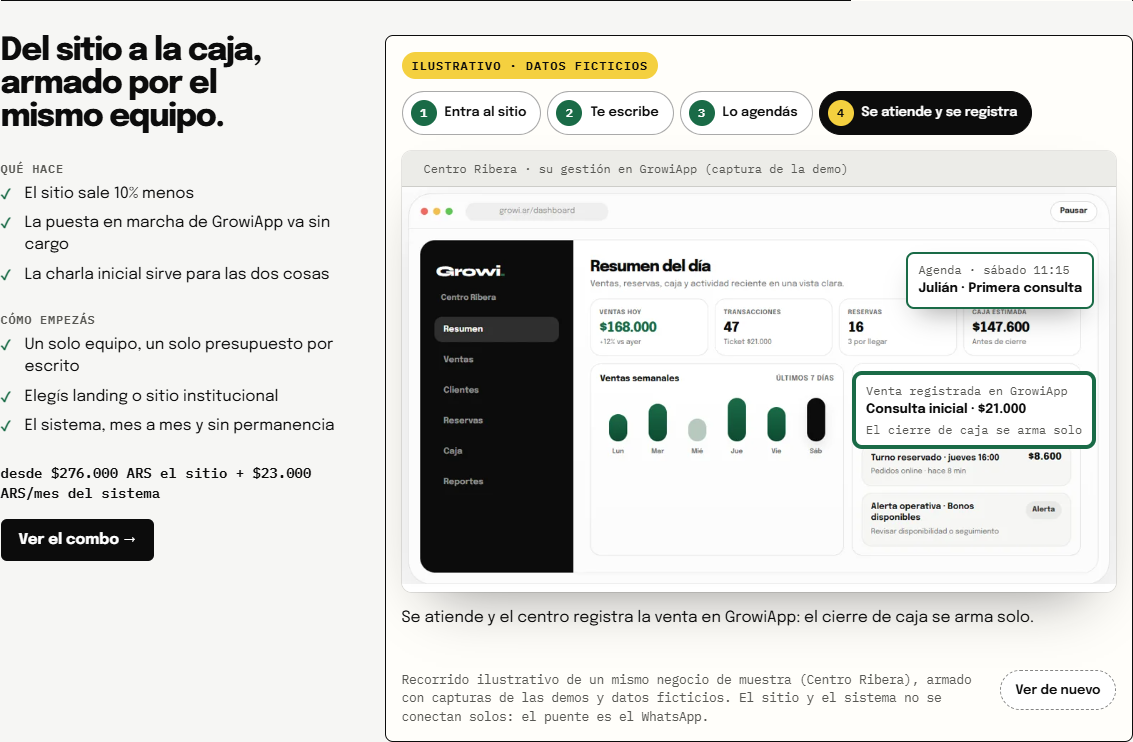 Del sitio a la caja,
armado por el
mismo equipo.
QUÉ HACE
✓ El sitio sale 10% menos
✓ La puesta en marcha de GrowiApp va sin
cargo
✓ La charla inicial sirve para las dos cosas
CÓMO EMPEZÁS
✓ Un solo equipo, un solo presupuesto por
escrito
✓ Elegís landing o sitio institucional
✓ El sistema, mes a mes y sin permanencia
desde $276.000 ARS el sitio + $23.000
ARS/mes del sistema
Ver el combo →
ILUSTRATIVO · DATOS FICTICIOS
1 Entra al sitio
2 Te escribe
3 Lo agendás
4 Se atiende y se registra
Centro Ribera · su gestión en GrowiApp (captura de la demo)
growi.ar/dashboard
Pausar
Growi.
Centro Ribera
Resumen
Ventas
Clientes
Reservas
Caja
Reportes
Resumen del día
Ventas, reservas, caja y actividad reciente en una vista clara.
Agenda · sábado 11:15
Julián · Primera consulta
VENTAS HOY
$168.000
+12% vs ayer
TRANSACCIONES
47
Ticket $21.000
RESERVAS
16
3 por llegar
CAJA ESTIMADA
$147.600
Antes de cierre
Ventas semanales
ÚLTIMOS 7 DÍAS
Lun Mar Mié Jue Vie Sáb
Venta registrada en GrowiApp
Consulta inicial · $21.000
El cierre de caja se arma solo
Turno reservado · jueves 16:00
$8.600
Pedidos online · hace 8 min
Alerta operativa · Bonos
disponibles
Alerta
Revisar disponibilidad o seguimiento
Se atiende y el centro registra la venta en GrowiApp: el cierre de caja se arma solo.
Recorrido ilustrativo de un mismo negocio de muestra (Centro Ribera), armado
con capturas de las demos y datos ficticios. El sitio y el sistema no se
conectan solos: el puente es el WhatsApp.
Ver de nuevo